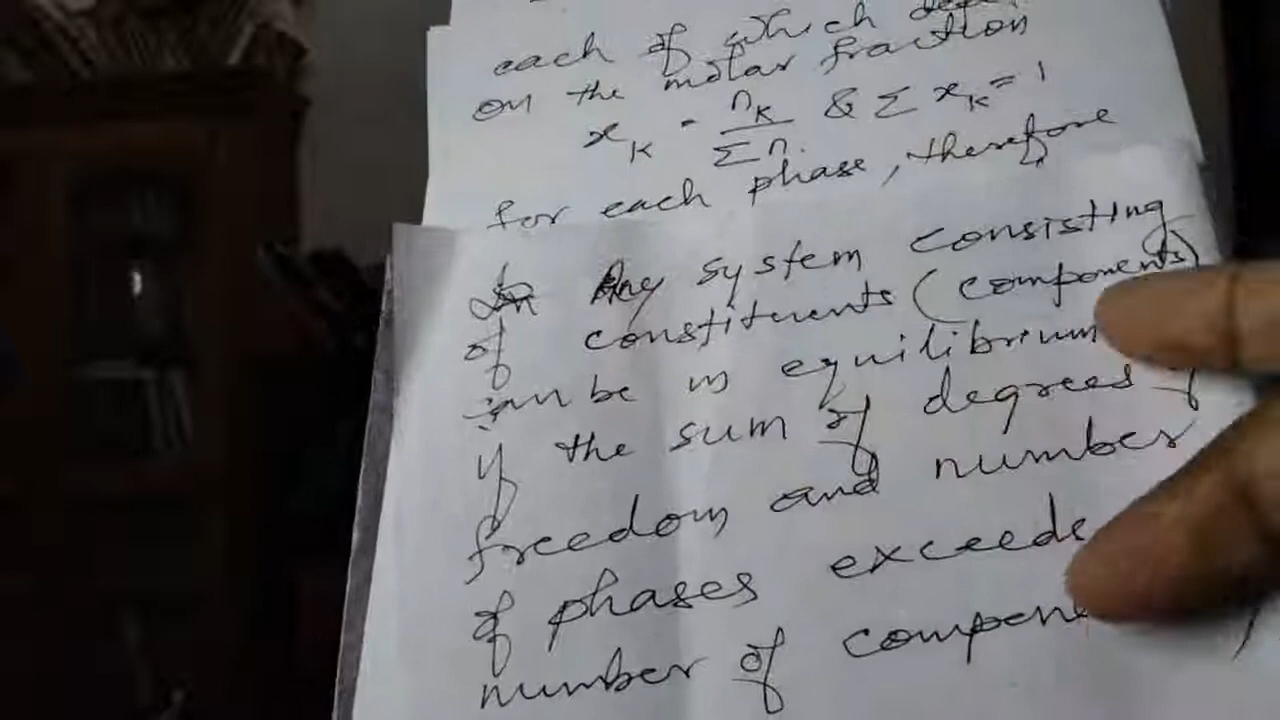 each of which
on the molar fraction
x_K = n_K / Σn. & Σ x_K = 1
for each phase, therefore
Any system consisting
of constituents (components)
can be in equilibrium
if the sum of degrees of
freedom and number
of phases exceeds
number of